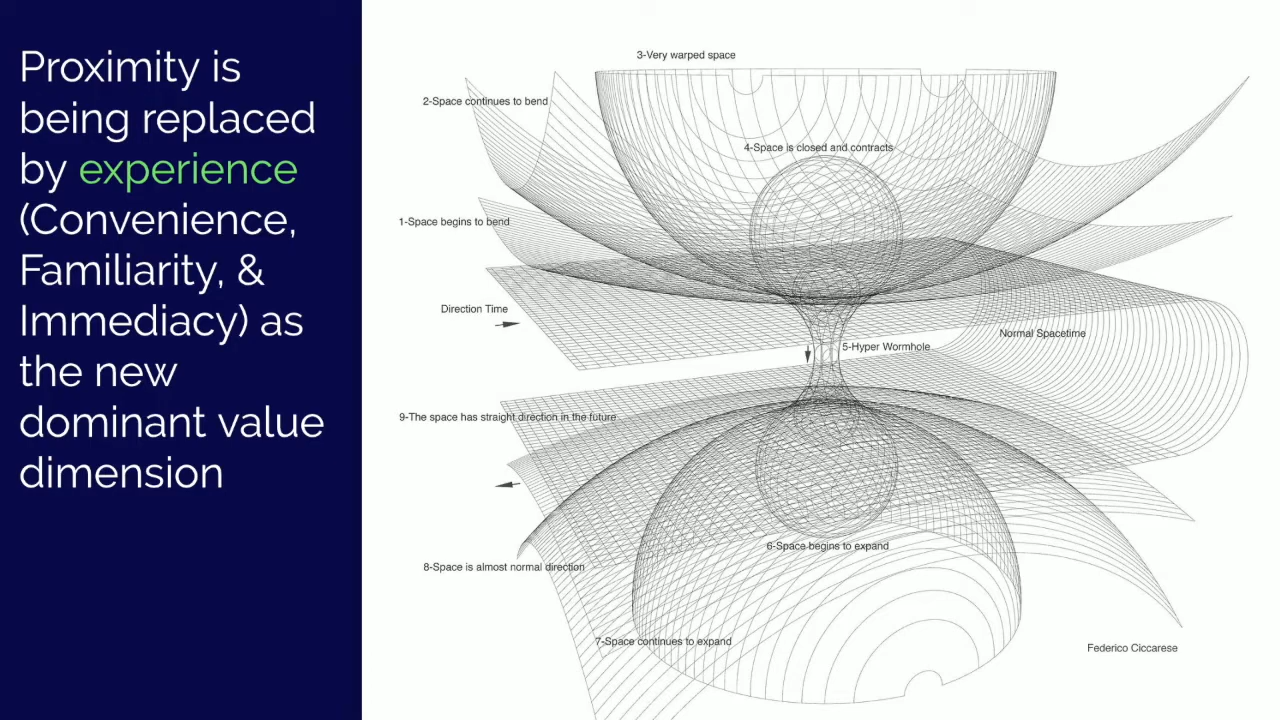 Proximity is
being replaced
by experience
(Convenience,
Familiarity, &
Immediacy) as
the new
dominant value
dimension
3-Very warped space
2-Space continues to bend
4-Space is closed and contracts
1-Space begins to bend
Direction Time
Normal Spacetime
5-Hyper Wormhole
9-The space has straight direction in the future
6-Space begins to expand
8-Space is almost normal direction
7-Space continues to expand
Federico Ciccarese